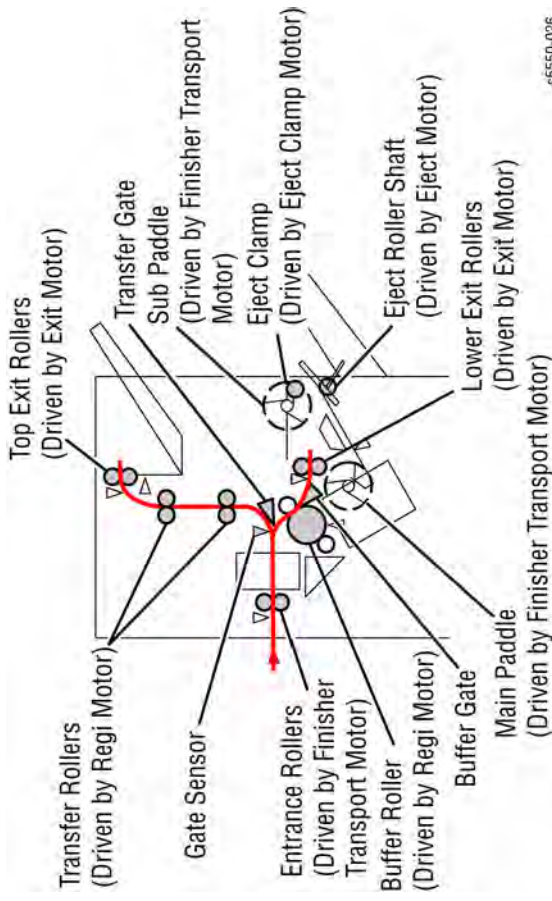 Top Exit Rollers
(Driven by Exit Motor)
Transfer Gate
Sub Paddle
(Driven by Finisher Transport
Motor)
Eject Clamp
(Driven by Eject Clamp Motor)
Eject Roller Shaft
(Driven by Eject Motor)
Lower Exit Rollers
(Driven by Exit Motor)
Transfer Rollers
(Driven by Regi Motor)
Gate Sensor
Entrance Rollers
(Driven by Finisher
Transport Motor)
Buffer Roller
(Driven by Regi Motor)
Buffer Gate
Main Paddle
(Driven by Finisher Transport Motor)